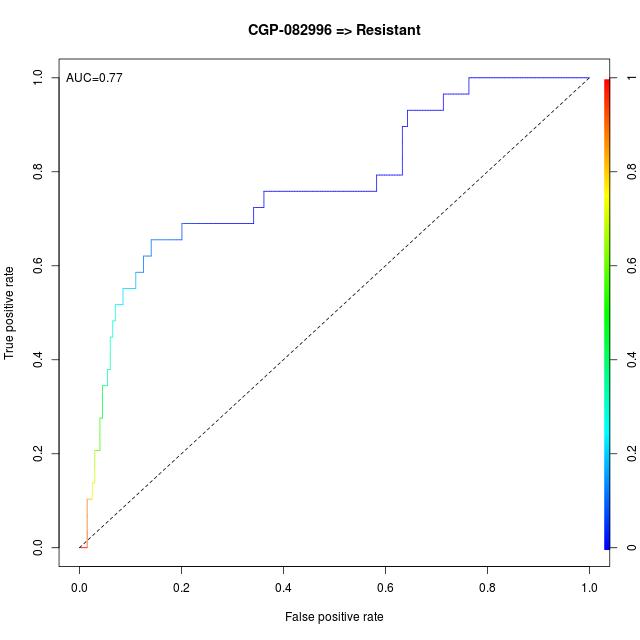 CGP-082996 => Resistant
AUC=0.77
True positive rate
0.0
0.2
0.4
0.6
0.8
1.0
0.0 0.2 0.4 0.6 0.8 1.0
False positive rate
0
0.2
0.4
0.6
0.8
1